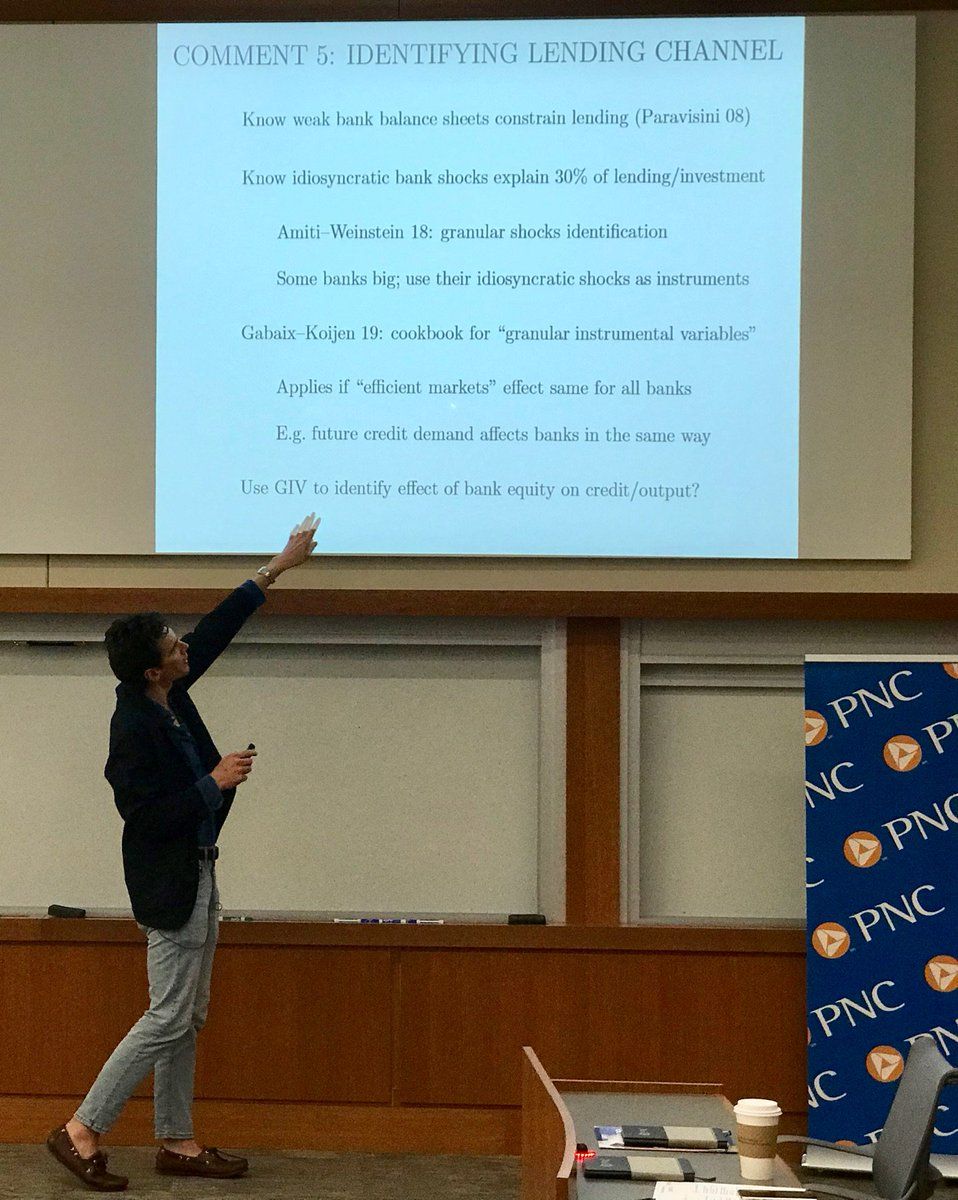 COMMENT 5: IDENTIFYING LENDING CHANNEL
Know weak bank balance sheets constrain lending (Paravisini 08)
Know idiosyncratic bank shocks explain 30% of lending/investment
Amiti–Weinstein 18: granular shocks identification
Some banks big; use their idiosyncratic shocks as instruments
Gabaix–Koijen 19: cookbook for “granular instrumental variables”
Applies if “efficient markets” effect same for all banks
E.g. future credit demand affects banks in the same way
Use GIV to identify effect of bank equity on credit/output?
PNC
P
NC
PNC
PNC
PNC
PN
NC